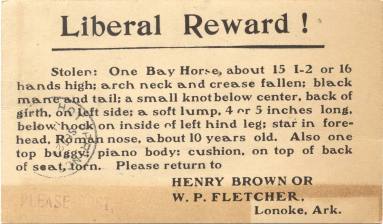 Liberal Reward !
Stolen: One Bay Horse, about 15 1-2 or 16
hands high; arch neck and crease fallen; black
mane and tail; a small knot below center, back of
girth, on left side; a soft lump, 4 or 5 inches long,
below hock on inside of left hind leg; star in fore-
head, Roman nose, about 10 years old. Also one
top buggy; piano body: cushion, on top of back
of seat, torn. Please return to
HENRY BROWN OR
W. P. FLETCHER,
Lonoke, Ark.
PLEASE POST.